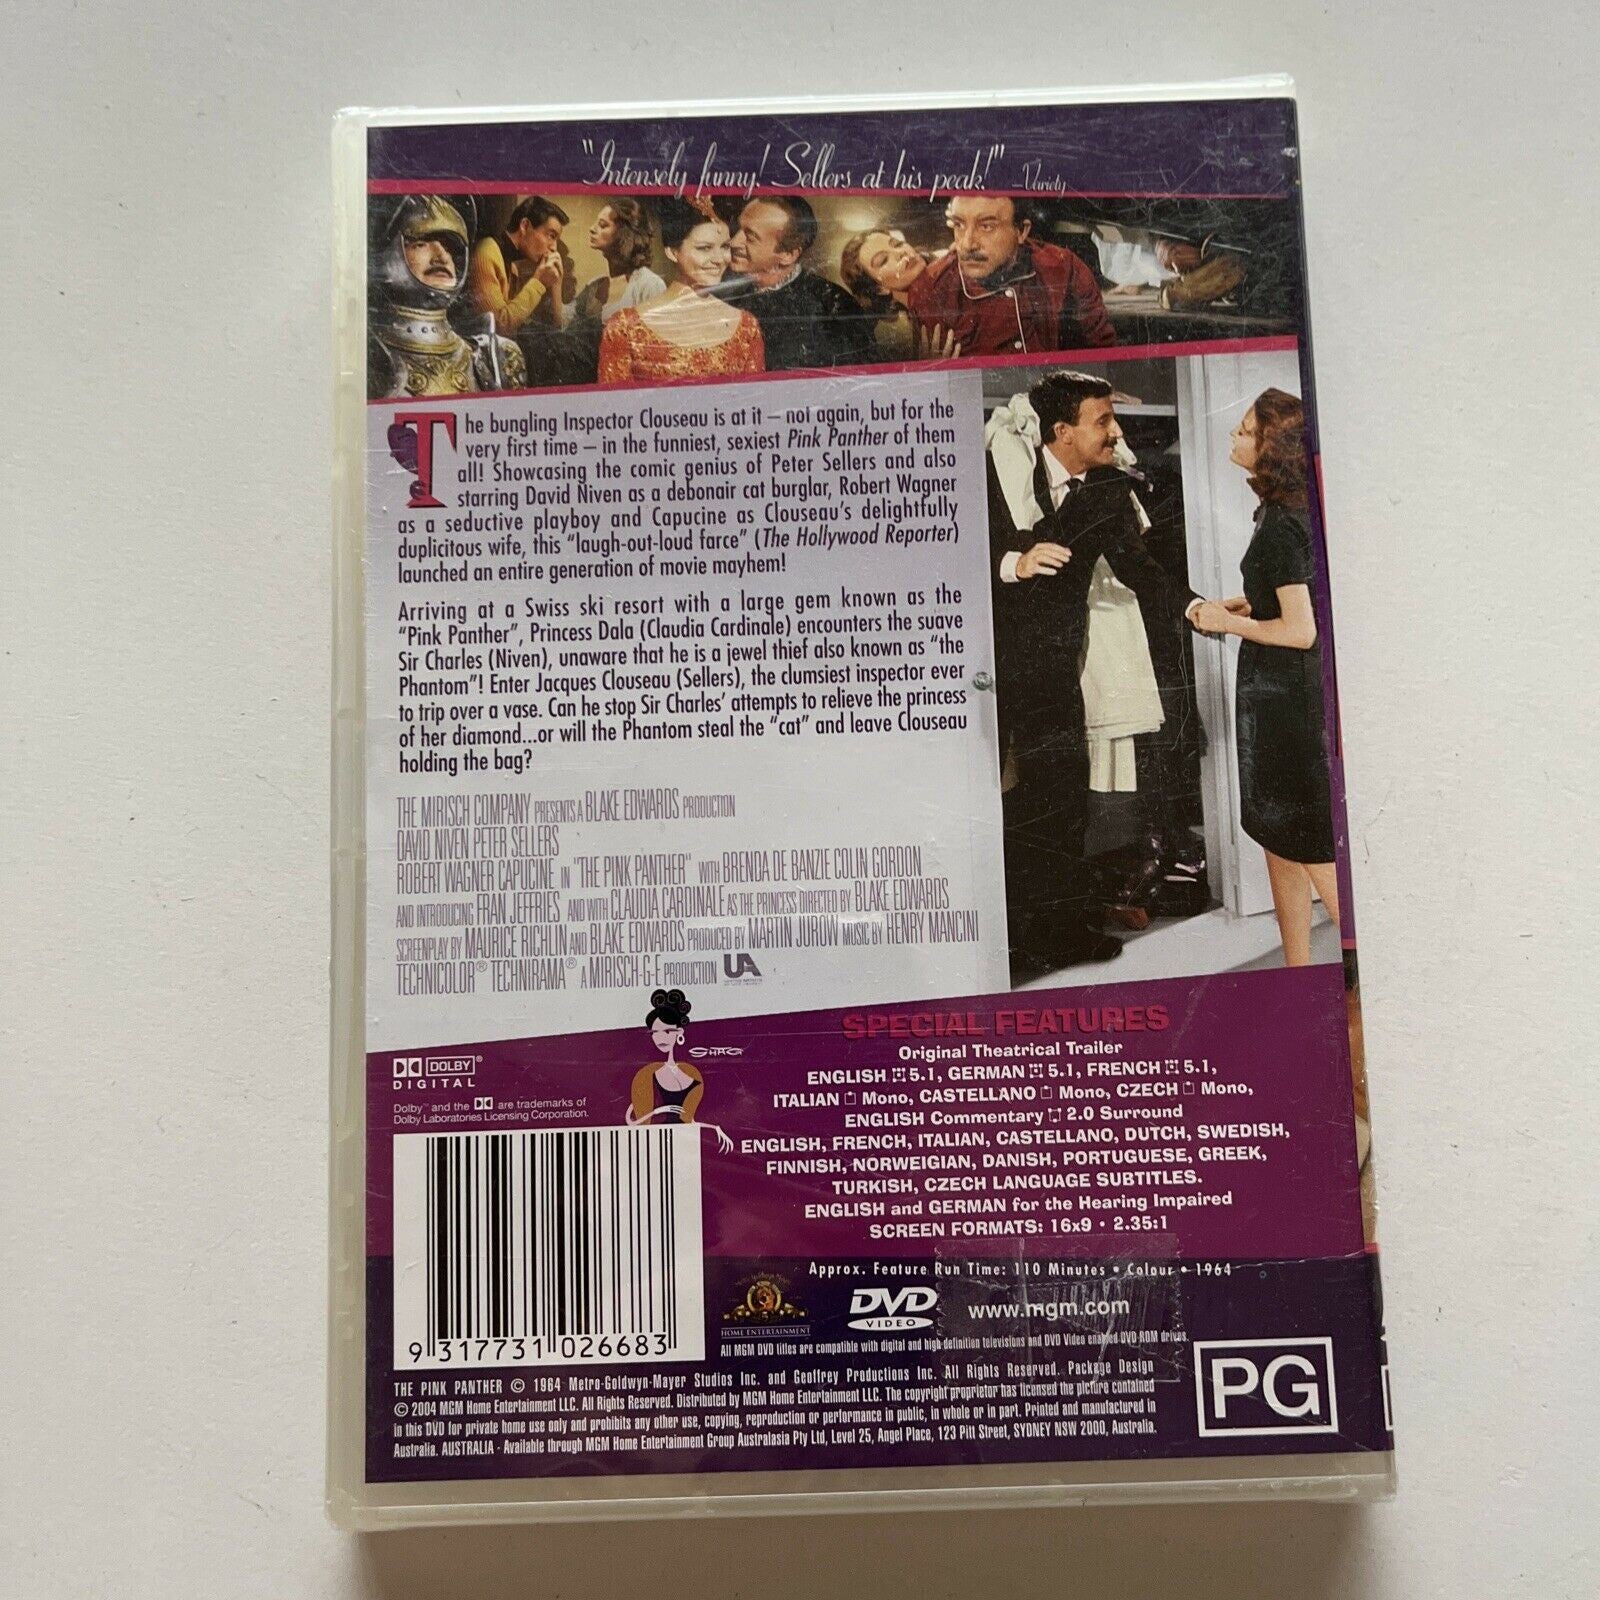 "Intensely funny! Sellers at his peak!" –Variety
The bungling Inspector Clouseau is at it – not again, but for the
very first time – in the funniest, sexiest Pink Panther of them
all! Showcasing the comic genius of Peter Sellers and also
starring David Niven as a debonair cat burglar, Robert Wagner
as a seductive playboy and Capucine as Clouseau's delightfully
duplicitous wife, this "laugh-out-loud farce" (The Hollywood Reporter)
launched an entire generation of movie mayhem!
Arriving at a Swiss ski resort with a large gem known as the
"Pink Panther", Princess Dala (Claudia Cardinale) encounters the suave
Sir Charles (Niven), unaware that he is a jewel thief also known as "the
Phantom"! Enter Jacques Clouseau (Sellers), the clumsiest inspector ever
to trip over a vase. Can he stop Sir Charles' attempts to relieve the princess
of her diamond...or will the Phantom steal the "cat" and leave Clouseau
holding the bag?
THE MIRISCH COMPANY PRESENTS A BLAKE EDWARDS PRODUCTION
DAVID NIVEN PETER SELLERS
ROBERT WAGNER CAPUCINE IN "THE PINK PANTHER" WITH BRENDA DE BANZIE COLIN GORDON
AND INTRODUCING FRAN JEFFRIES AND WITH CLAUDIA CARDINALE AS THE PRINCESS DIRECTED BY BLAKE EDWARDS
SCREENPLAY BY MAURICE RICHLIN AND BLAKE EDWARDS PRODUCED BY MARTIN JUROW MUSIC BY HENRY MANCINI
TECHNICOLOR® TECHNIRAMA® A MIRISCH-G-E PRODUCTION UA
SHAG
DOLBY®
DIGITAL
Dolby™ and the are trademarks of
Dolby Laboratories Licensing Corporation.
SPECIAL FEATURES
Original Theatrical Trailer
ENGLISH 5.1, GERMAN 5.1, FRENCH 5.1,
ITALIAN Mono, CASTELLANO Mono, CZECH Mono,
ENGLISH Commentary 2.0 Surround
ENGLISH, FRENCH, ITALIAN, CASTELLANO, DUTCH, SWEDISH,
FINNISH, NORWEIGIAN, DANISH, PORTUGUESE, GREEK,
TURKISH, CZECH LANGUAGE SUBTITLES.
ENGLISH and GERMAN for the Hearing Impaired
SCREEN FORMATS: 16x9 • 2.35:1
Approx. Feature Run Time: 110 Minutes • Colour • 1964
HOME ENTERTAINMENT
DVD VIDEO
www.mgm.com
All MGM DVD titles are compatible with digital and high-definition televisions and DVD Video enabled DVD-ROM drives.
9 317731 026683
THE PINK PANTHER © 1964 Metro-Goldwyn-Mayer Studios Inc. and Geoffrey Productions Inc. All Rights Reserved. Package Design
© 2004 MGM Home Entertainment LLC. All Rights Reserved. Distributed by MGM Home Entertainment LLC. The copyright proprietor has licensed the picture contained
in this DVD for private home use only and prohibits any other use, copying, reproduction or performance in public, in whole or in part. Printed and manufactured in
Australia. AUSTRALIA - Available through MGM Home Entertainment Group Australasia Pty Ltd, Level 25, Angel Place, 123 Pitt Street, SYDNEY NSW 2000, Australia.
PG